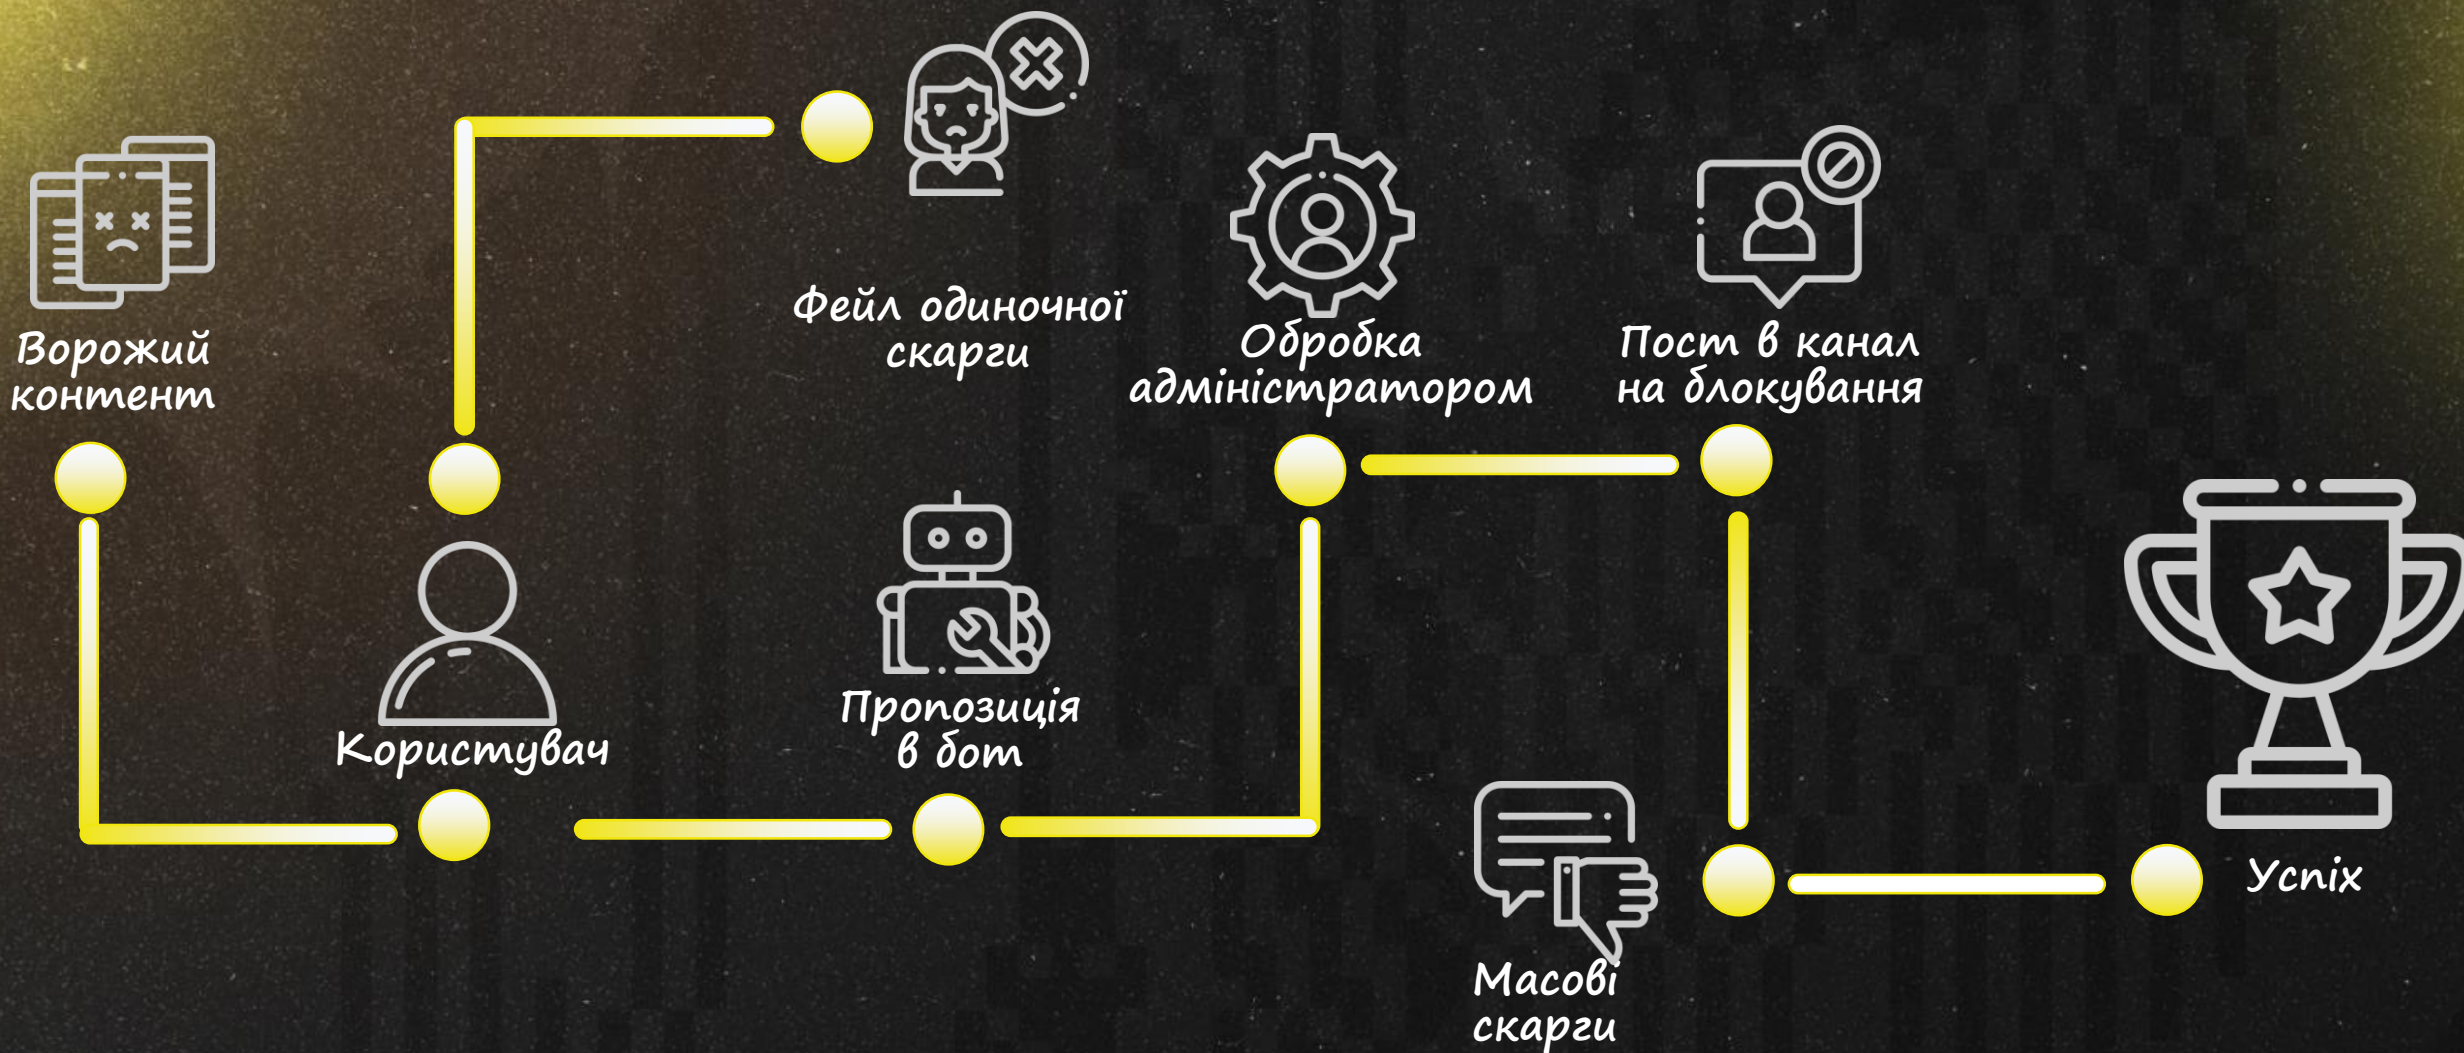 Ворожий
контент
Користувач
Фейл одиночної
скарги
Пропозиція
в бот
Обробка
адміністратором
Пост в канал
на блокування
Масові
скарги
Успіх